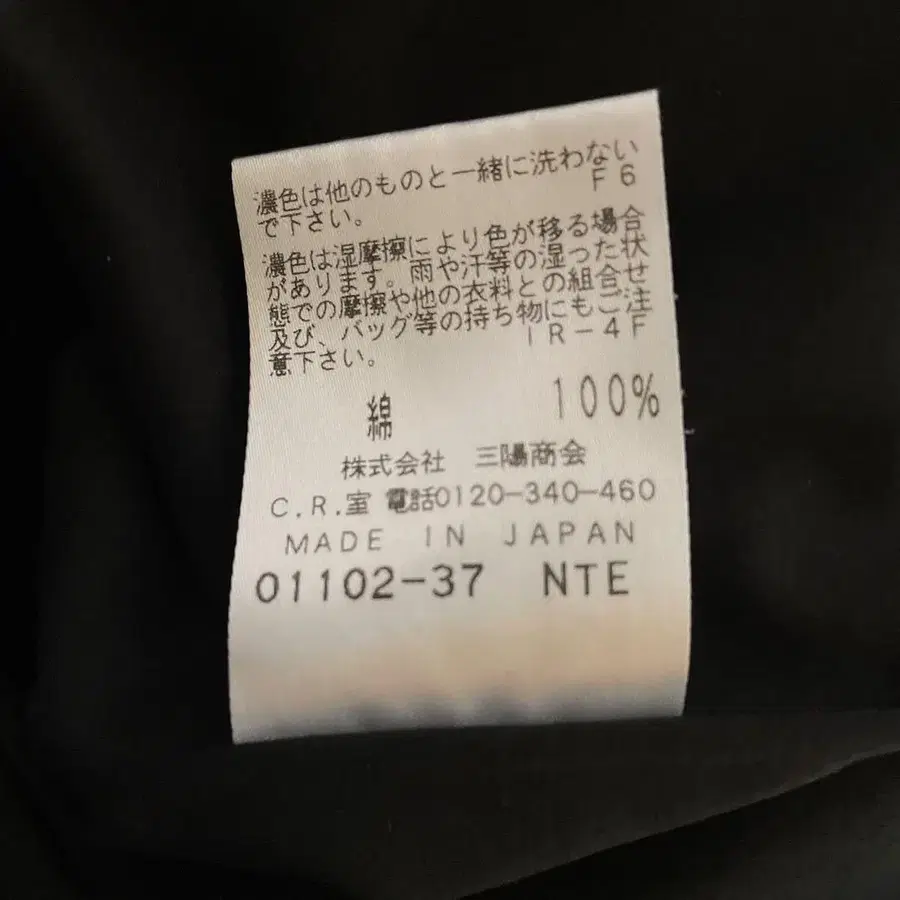 濃色は他のものと一緒に洗わない
で下さい。 F6
濃色は湿摩擦により色が移る場合
があります。雨や汗等の湿った状
態での摩擦や他の衣料との組合せ
及び、バッグ等の持ち物にもご注
意下さい。 IR-4F
綿 100%
株式会社 三陽商会
C.R.室 電話0120-340-460
MADE IN JAPAN
01102-37 NTE